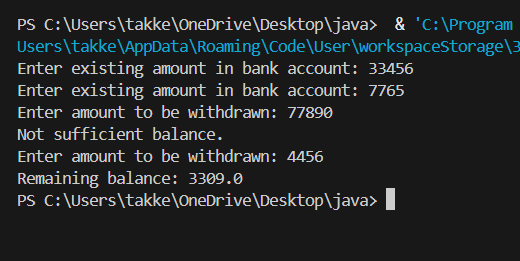 PS C:\Users\takke\OneDrive\Desktop\java>  & 'C:\Program
Users\takke\AppData\Roaming\Code\User\workspaceStorage\3
Enter existing amount in bank account: 33456
Enter existing amount in bank account: 7765
Enter amount to be withdrawn: 77890
Not sufficient balance.
Enter amount to be withdrawn: 4456
Remaining balance: 3309.0
PS C:\Users\takke\OneDrive\Desktop\java>